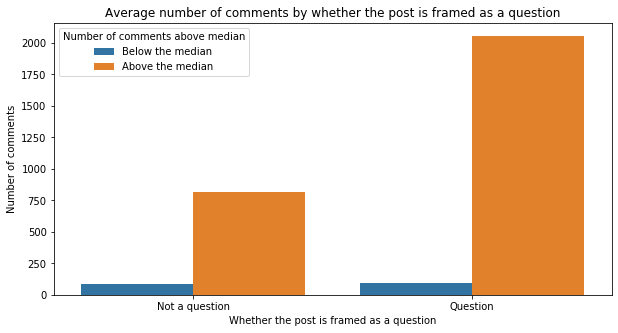 Average number of comments by whether the post is framed as a question
Number of comments above median
Below the median
Above the median
Number of comments
2000
1750
1500
1250
1000
750
500
250
0
Not a question
Question
Whether the post is framed as a question